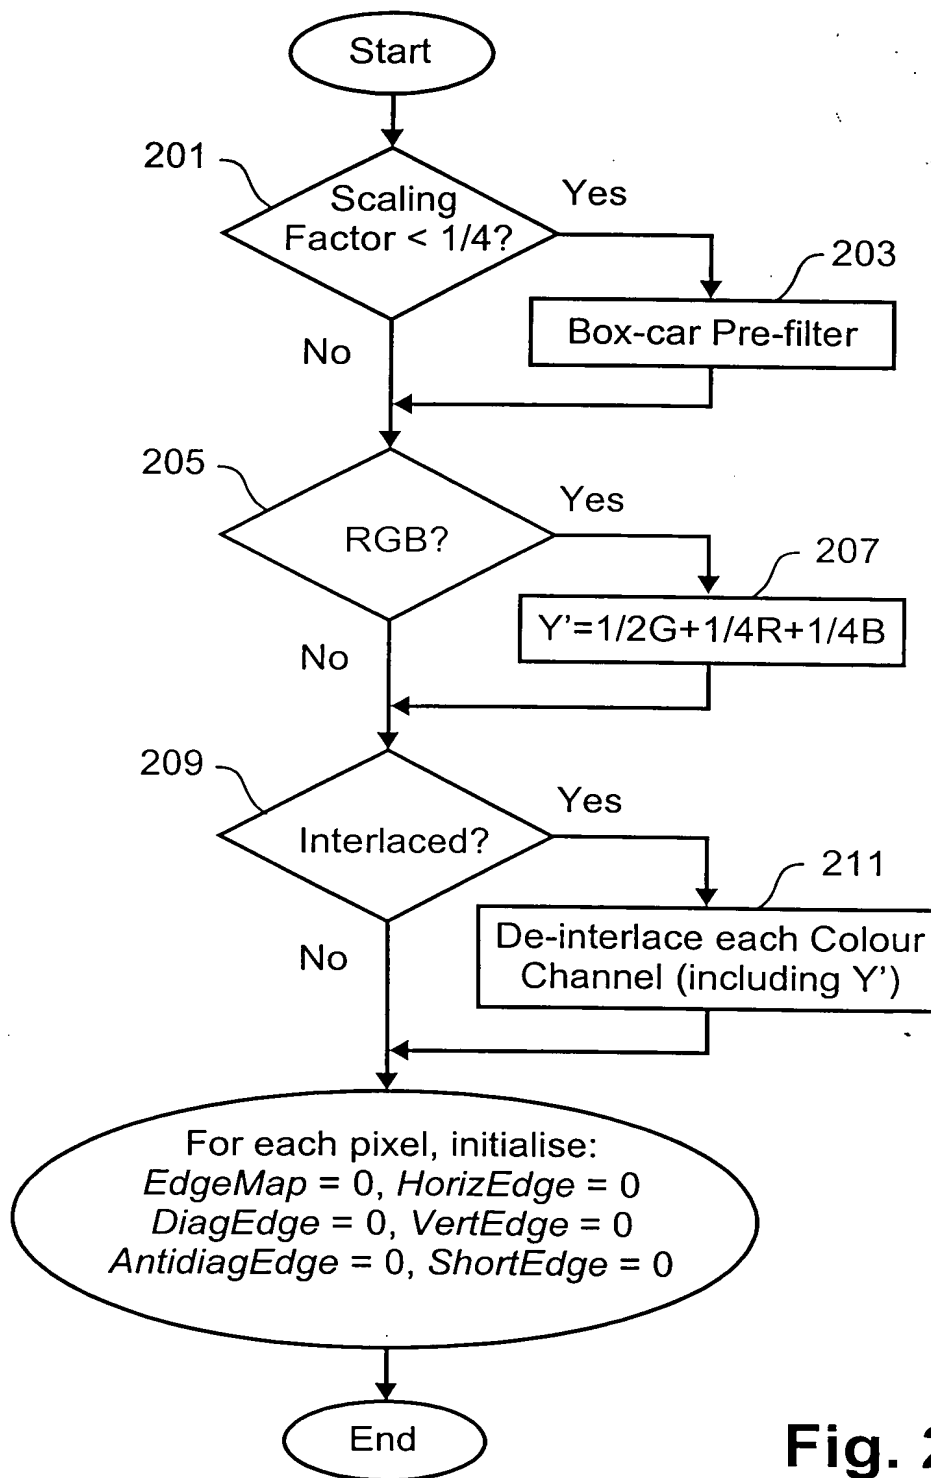 Start
201
Scaling
Factor < 1/4?
Yes
203
Box-car Pre-filter
No
205
RGB?
Yes
207
Y'=1/2G+1/4R+1/4B
No
209
Interlaced?
Yes
211
De-interlace each Colour
Channel (including Y')
No
For each pixel, initialise:
EdgeMap = 0, HorizEdge = 0
DiagEdge = 0, VertEdge = 0
AntidiagEdge = 0, ShortEdge = 0
End
Fig. 2